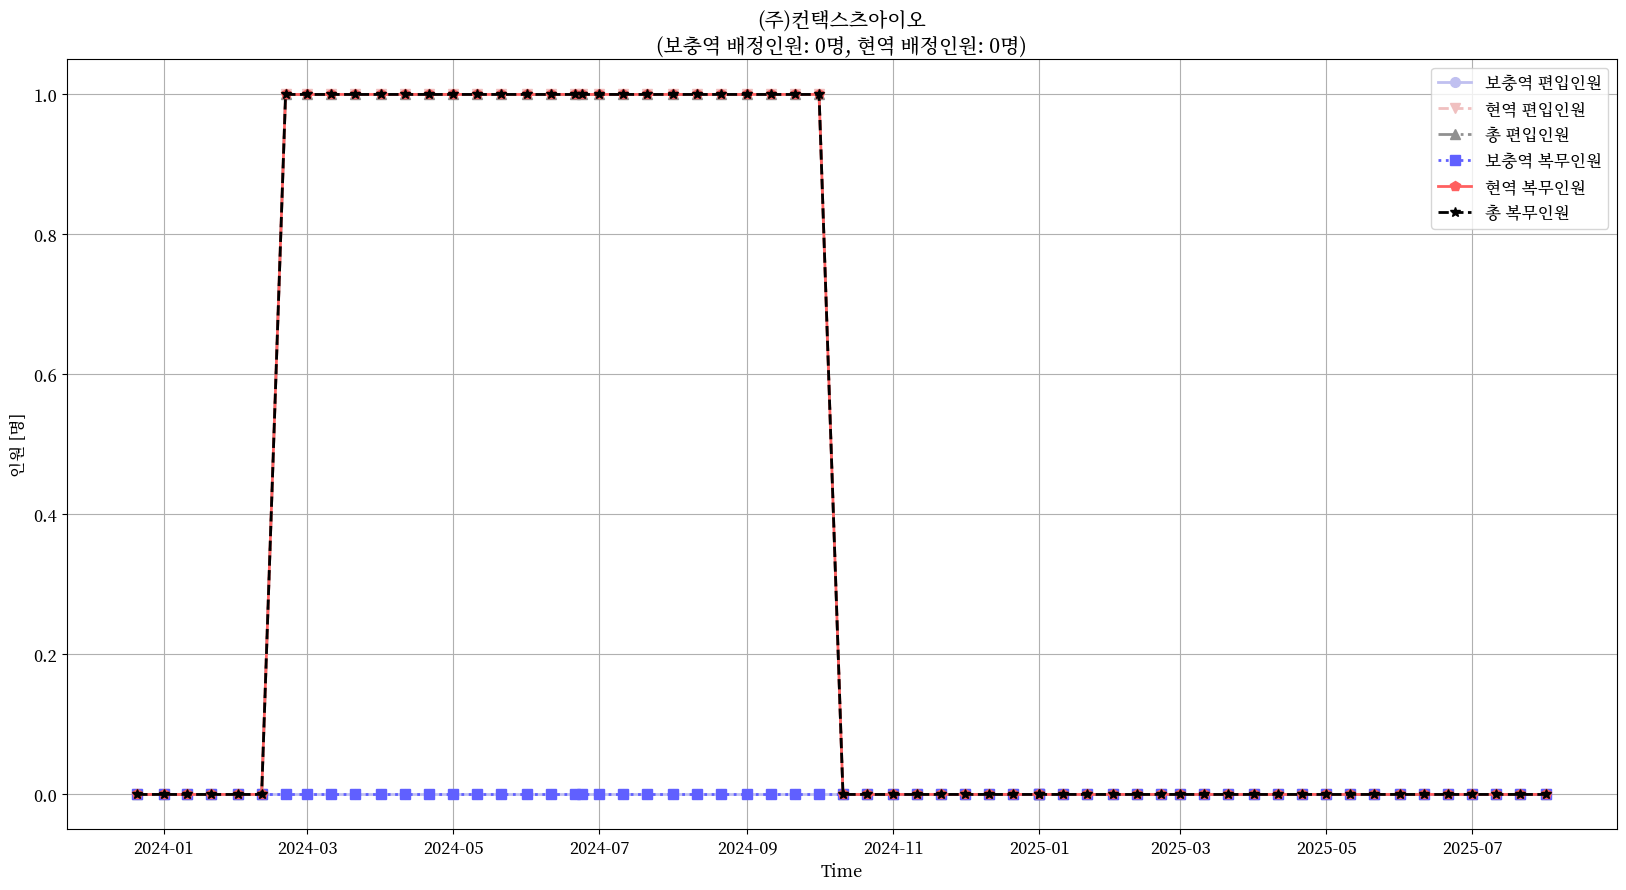 (주)컨택스츠아이오
(보충역 배정인원: 0명, 현역 배정인원: 0명)
보충역 편입인원
현역 편입인원
총 편입인원
보충역 복무인원
현역 복무인원
총 복무인원
인원 [명]
1.0
0.8
0.6
0.4
0.2
0.0
2024-01 2024-03 2024-05 2024-07 2024-09 2024-11 2025-01 2025-03 2025-05 2025-07
Time